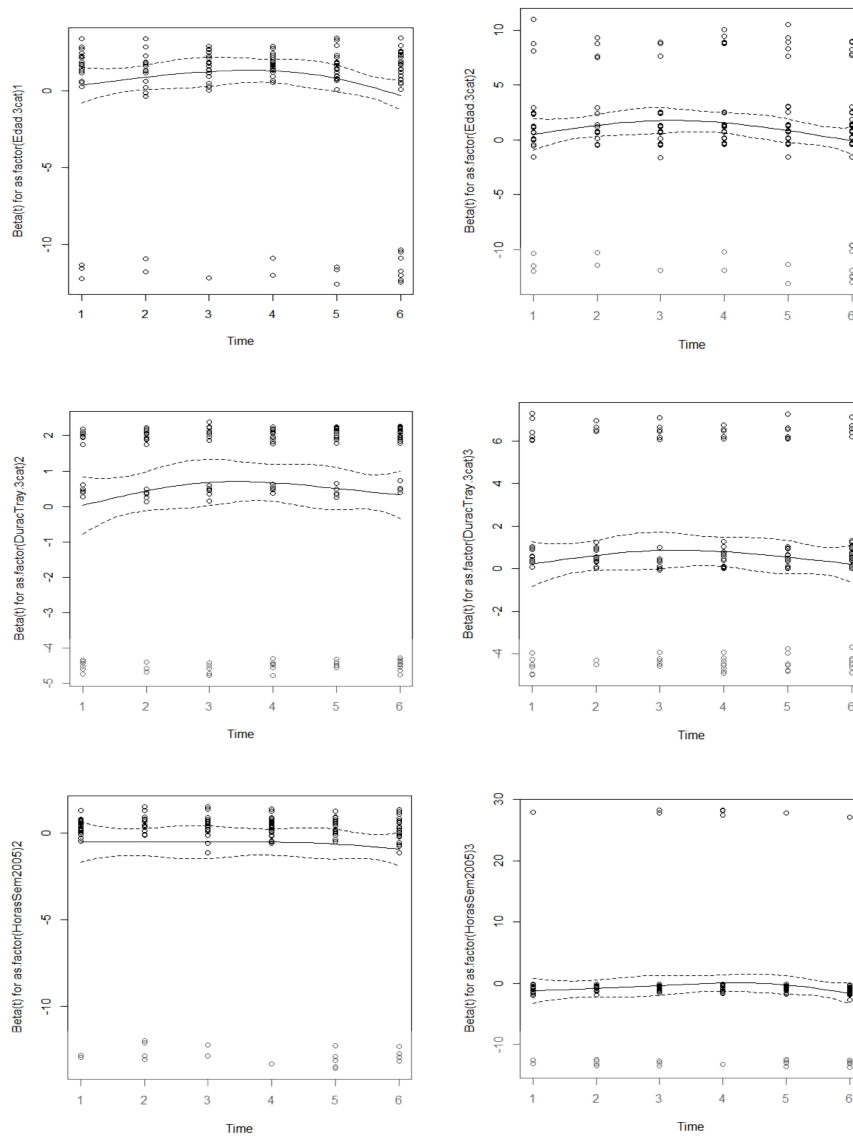 Beta(t) for as.factor(Edad.3cat)1
0
-5
-10
1 2 3 4 5 6
Time
Beta(t) for as.factor(Edad.3cat)2
10
5
0
-5
-10
1 2 3 4 5 6
Time
Beta(t) for as.factor(DuracTray.3cat)2
2
1
0
-1
-2
-3
-4
-5
1 2 3 4 5 6
Time
Beta(t) for as.factor(DuracTray.3cat)3
6
4
2
0
-2
-4
1 2 3 4 5 6
Time
Beta(t) for as.factor(HorasSem2005)2
0
-5
-10
1 2 3 4 5 6
Time
Beta(t) for as.factor(HorasSem2005)3
30
20
10
0
-10
1 2 3 4 5 6
Time